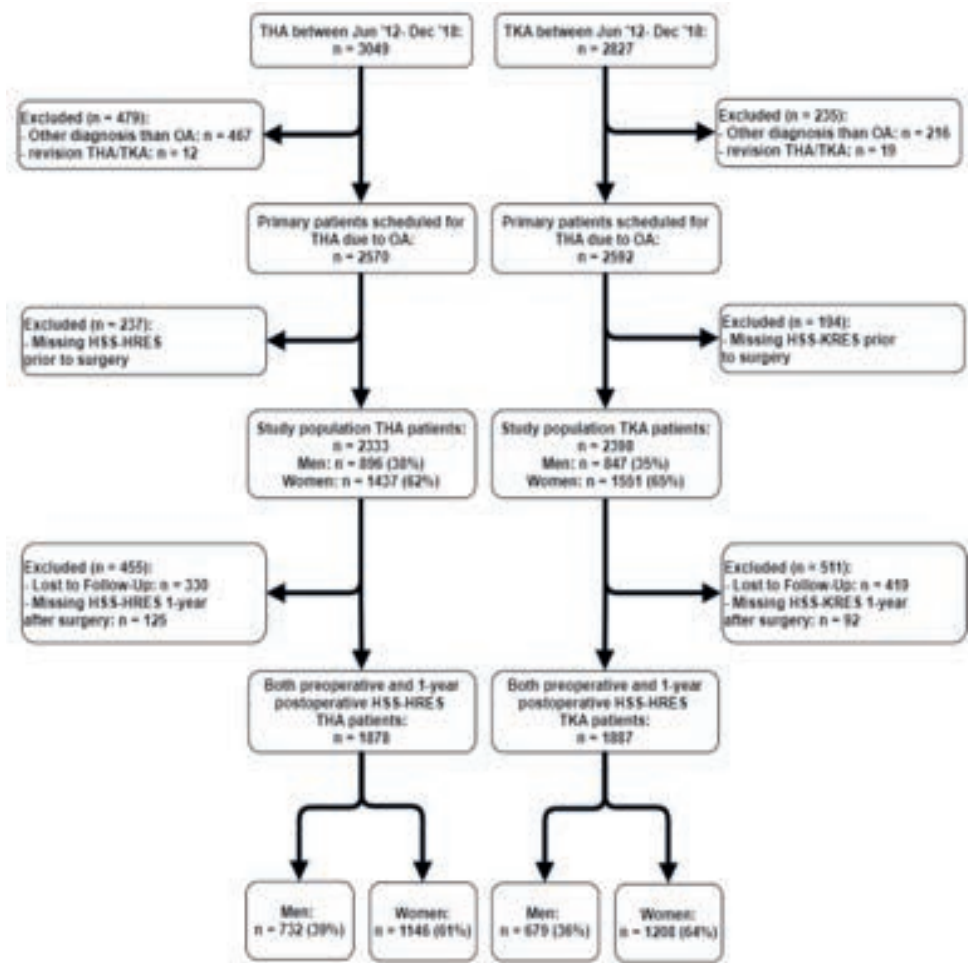 THA between Jun '12- Dec '18:
n = 3049
TKA between Jun '12- Dec '18:
n = 2827
Excluded (n = 479):
- Other diagnosis than OA: n = 467
- revision THA/TKA: n = 12
Excluded (n = 235):
- Other diagnosis than OA: n = 216
- revision THA/TKA: n = 19
Primary patients scheduled for
THA due to OA:
n = 2570
Primary patients scheduled for
THA due to OA:
n = 2592
Excluded (n = 237):
- Missing HSS-HRES
prior to surgery
Excluded (n = 194):
- Missing HSS-KRES prior
to surgery
Study population THA patients:
n = 2333
Men: n = 896 (38%)
Women: n = 1437 (62%)
Study population TKA patients:
n = 2398
Men: n = 847 (35%)
Women: n = 1551 (65%)
Excluded (n = 455):
- Lost to Follow-Up: n = 330
- Missing HSS-HRES 1-year
after surgery: n = 125
Excluded (n = 511):
- Lost to Follow-Up: n = 419
- Missing HSS-KRES 1-year
after surgery: n = 92
Both preoperative and 1-year
postoperative HSS-HRES
THA patients:
n = 1878
Both preoperative and 1-year
postoperative HSS-HRES
TKA patients:
n = 1887
Men:
n = 732 (39%)
Women:
n = 1146 (61%)
Men:
n = 679 (36%)
Women:
n = 1208 (64%)